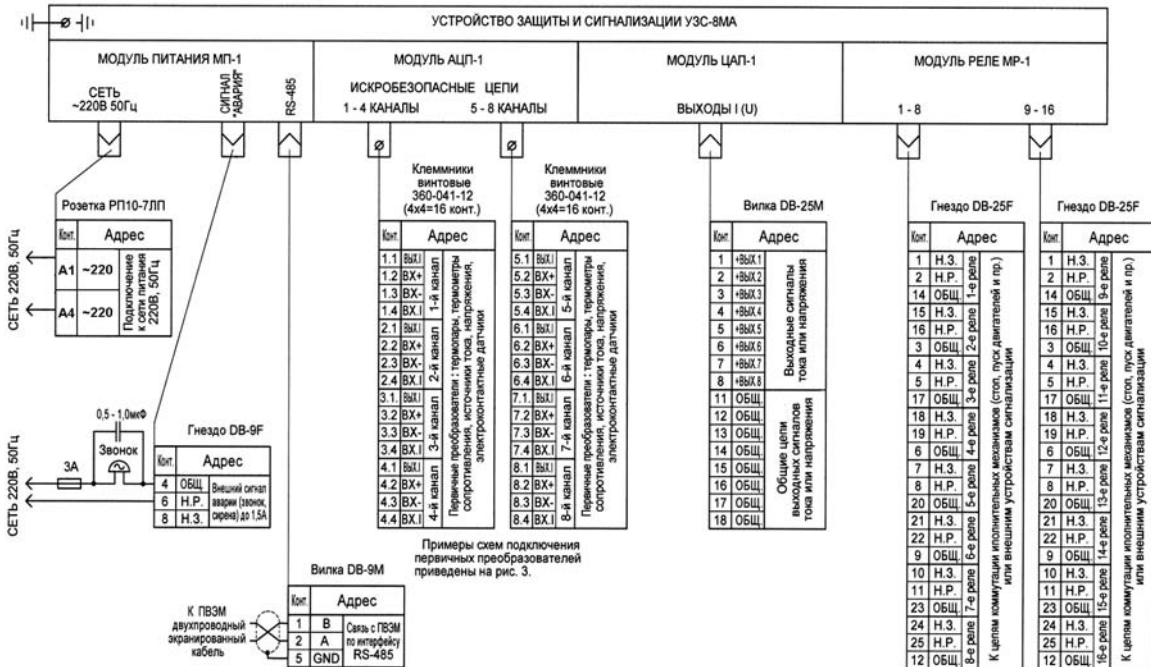 УСТРОЙСТВО ЗАЩИТЫ И СИГНАЛИЗАЦИИ УЗС-8МА
МОДУЛЬ ПИТАНИЯ МП-1
СЕТЬ
~220В 50Гц
СИГНАЛ
"АВАРИЯ"
RS-485
МОДУЛЬ АЦП-1
ИСКРОБЕЗОПАСНЫЕ ЦЕПИ
1 - 4 КАНАЛЫ
5 - 8 КАНАЛЫ
МОДУЛЬ ЦАП-1
ВЫХОДЫ I (U)
МОДУЛЬ РЕЛЕ МР-1
1 - 8
9 - 16
Розетка РП10-7ЛП
Конт. Адрес
А1 ~220
А4 ~220
Подключение
к сети питания
220В, 50Гц
СЕТЬ 220В, 50Гц
0,5 - 1,0мкФ
Звонок
3А
СЕТЬ 220В, 50Гц
Гнездо DB-9F
Конт. Адрес
4 ОБЩ.
6 Н.Р.
8 Н.З.
Внешний сигнал
аварии (звонок,
сирена) до 1,5А
Вилка DB-9M
Конт. Адрес
1 B
2 A
5 GND
Связь с ПВЭМ
по интерфейсу
RS-485
К ПВЭМ
двухпроводный
экранированный
кабель
Клеммники
винтовые
360-041-12
(4x4=16 конт.)
Конт. Адрес
1.1 ВЫХ.I
1.2 ВХ+
1.3 ВХ-
1.4 ВХ.I
1-й канал
2.1 ВЫХ.I
2.2 ВХ+
2.3 ВХ-
2.4 ВХ.I
2-й канал
3.1. ВЫХ.I
3.2 ВХ+
3.3 ВХ-
3.4 ВХ.I
3-й канал
4.1 ВЫХ.I
4.2 ВХ+
4.3 ВХ-
4.4 ВХ.I
4-й канал
Первичные преобразователи : термопары, термометры
сопротивления, источники тока, напряжения,
электроконтактные датчики
Клеммники
винтовые
360-041-12
(4x4=16 конт.)
Конт. Адрес
5.1 ВЫХ.I
5.2 ВХ+
5.3 ВХ-
5.4 ВХ.I
5-й канал
6.1 ВЫХ.I
6.2 ВХ+
6.3 ВХ-
6.4 ВХ.I
6-й канал
7.1. ВЫХ.I
7.2 ВХ+
7.3 ВХ-
7.4 ВХ.I
7-й канал
8.1 ВЫХ.I
8.2 ВХ+
8.3 ВХ-
8.4 ВХ.I
8-й канал
Первичные преобразователи : термопары, термометры
сопротивления, источники тока, напряжения,
электроконтактные датчики
Примеры схем подключения
первичных преобразователей
приведены на рис. 3.
Вилка DB-25M
Конт. Адрес
1 +ВЫХ.1
2 +ВЫХ.2
3 +ВЫХ.3
4 +ВЫХ.4
5 +ВЫХ.5
6 +ВЫХ.6
7 +ВЫХ.7
8 +ВЫХ.8
Выходные сигналы
тока или напряжения
11 ОБЩ.
12 ОБЩ.
13 ОБЩ.
14 ОБЩ.
15 ОБЩ.
16 ОБЩ.
17 ОБЩ.
18 ОБЩ.
Общие цепи
выходных сигналов
тока или напряжения
Гнездо DB-25F
Конт. Адрес
1 Н.З.
2 Н.Р.
14 ОБЩ.
1-е реле
15 Н.З.
16 Н.Р.
3 ОБЩ.
2-е реле
4 Н.З.
5 Н.Р.
17 ОБЩ.
3-е реле
18 Н.З.
19 Н.Р.
6 ОБЩ.
4-е реле
7 Н.З.
8 Н.Р.
20 ОБЩ.
5-е реле
21 Н.З.
22 Н.Р.
9 ОБЩ.
6-е реле
10 Н.З.
11 Н.Р.
23 ОБЩ.
7-е реле
24 Н.З.
25 Н.Р.
12 ОБЩ.
8-е реле
К цепям коммутации иполнительных механизмов (стоп, пуск двигателей и пр.)
или внешним устройствам сигнализации
Гнездо DB-25F
Конт. Адрес
1 Н.З.
2 Н.Р.
14 ОБЩ.
9-е реле
15 Н.З.
16 Н.Р.
3 ОБЩ.
10-е реле
4 Н.З.
5 Н.Р.
17 ОБЩ.
11-е реле
18 Н.З.
19 Н.Р.
6 ОБЩ.
12-е реле
7 Н.З.
8 Н.Р.
20 ОБЩ.
13-е реле
21 Н.З.
22 Н.Р.
9 ОБЩ.
14-е реле
10 Н.З.
11 Н.Р.
23 ОБЩ.
15-е реле
24 Н.З.
25 Н.Р.
12 ОБЩ.
16-е реле
К цепям коммутации иполнительных механизмов (стоп, пуск двигателей и пр.)
или внешним устройствам сигнализации